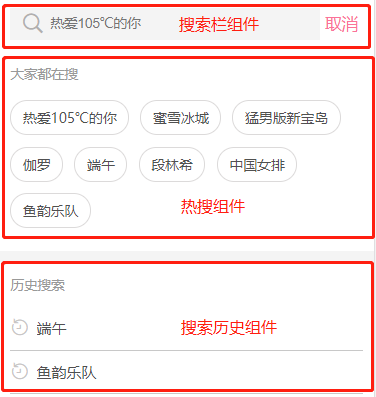 热爱105℃的你 搜索栏组件 取消
大家都在搜
热爱105℃的你 蜜雪冰城 猛男版新宝岛
伽罗 端午 段林希 中国女排
鱼韵乐队 热搜组件
历史搜索
端午 搜索历史组件
鱼韵乐队